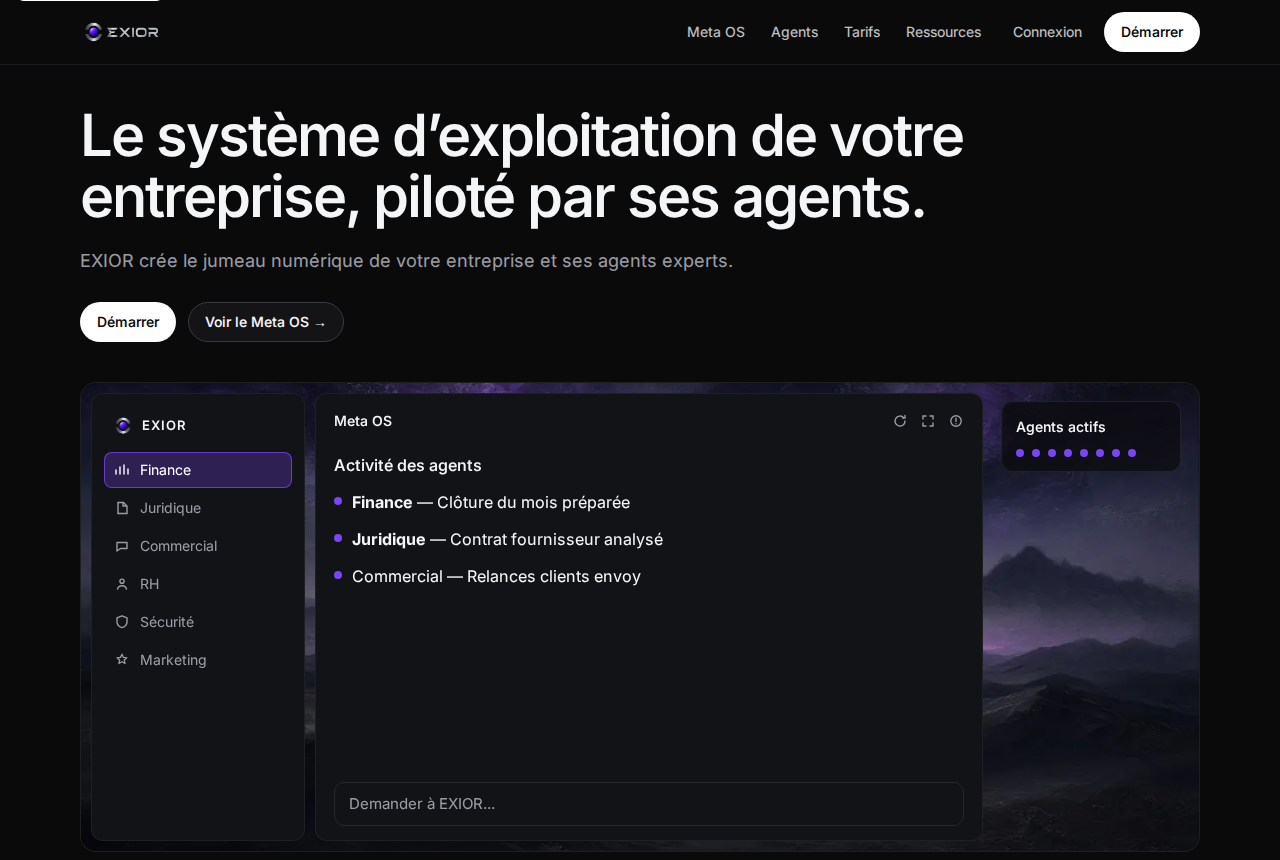 EXIOR
Meta OS Agents Tarifs Ressources Connexion Démarrer
Le système d’exploitation de votre
entreprise, piloté par ses agents.
EXIOR crée le jumeau numérique de votre entreprise et ses agents experts.
Démarrer Voir le Meta OS →
EXIOR
Finance
Juridique
Commercial
RH
Sécurité
Marketing
Meta OS
Activité des agents
Finance — Clôture du mois préparée
Juridique — Contrat fournisseur analysé
Commercial — Relances clients envoy
Demander à EXIOR...
Agents actifs